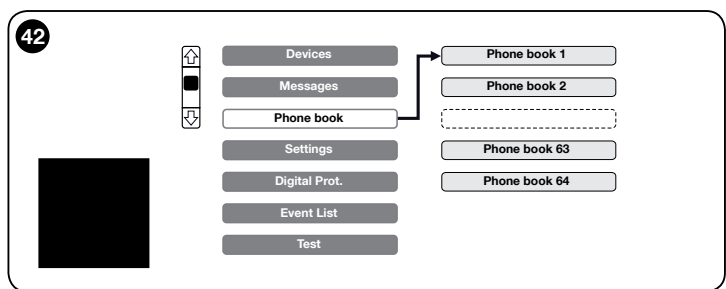 42
Devices
Messages
Phone book
Settings
Digital Prot.
Event List
Test
Phone book 1
Phone book 2
Phone book 63
Phone book 64